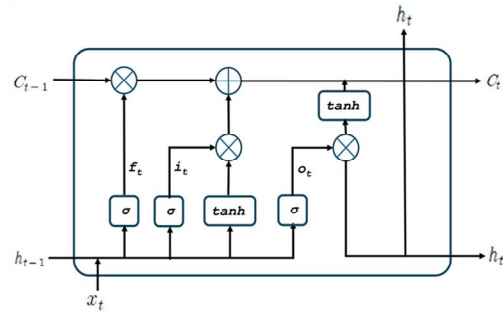 h_t
C_{t-1}
C_t
tanh
f_t
i_t
o_t
σ
σ
tanh
σ
h_{t-1}
h_t
x_t